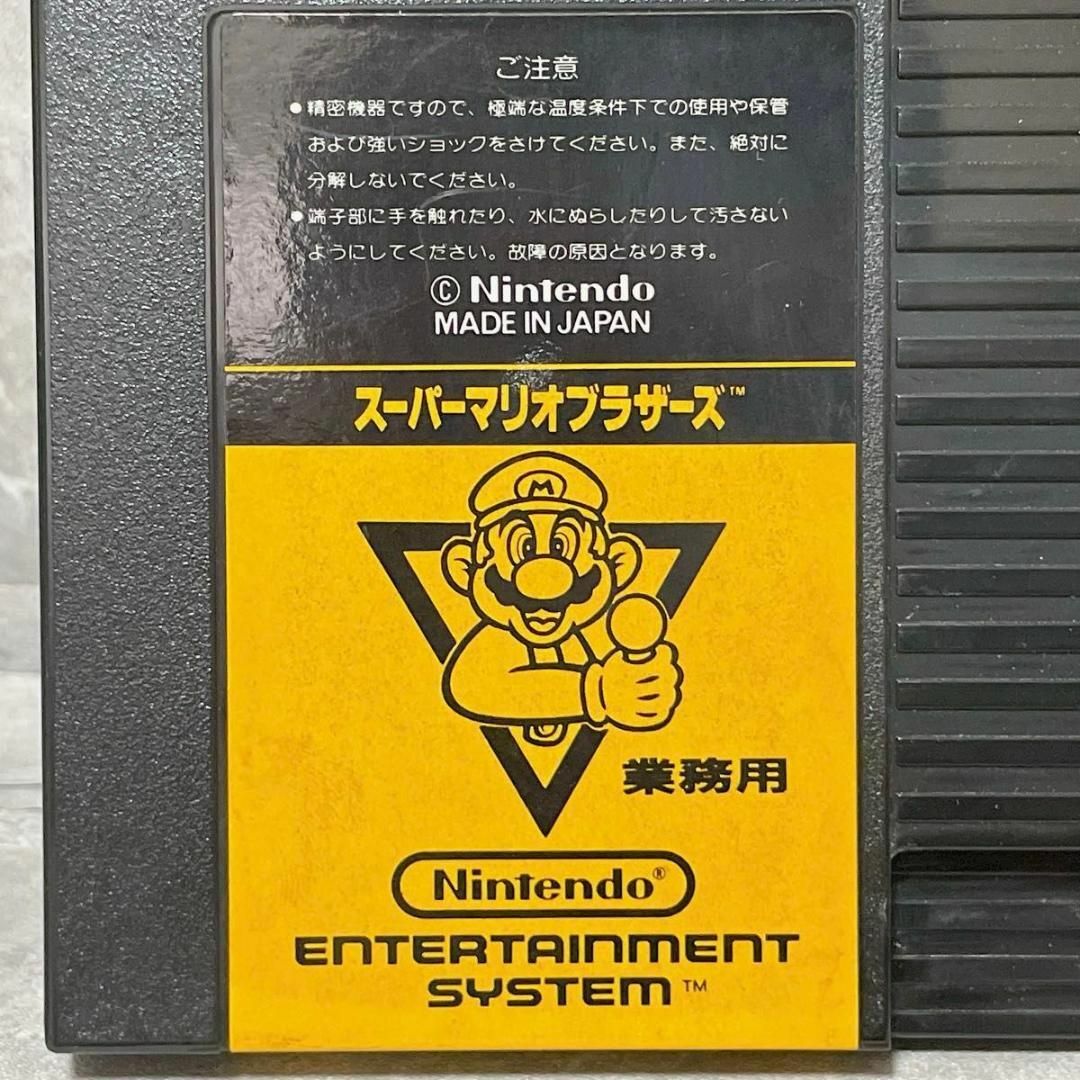 ご注意
●精密機器ですので、極端な温度条件下での使用や保管
および強いショックをさけてください。また、絶対に
分解しないでください。
●端子部に手を触れたり、水にぬらしたりして汚さない
ようにしてください。故障の原因となります。
© Nintendo
MADE IN JAPAN
スーパーマリオブラザーズ™
M
業務用
Nintendo®
ENTERTAINMENT
SYSTEM™